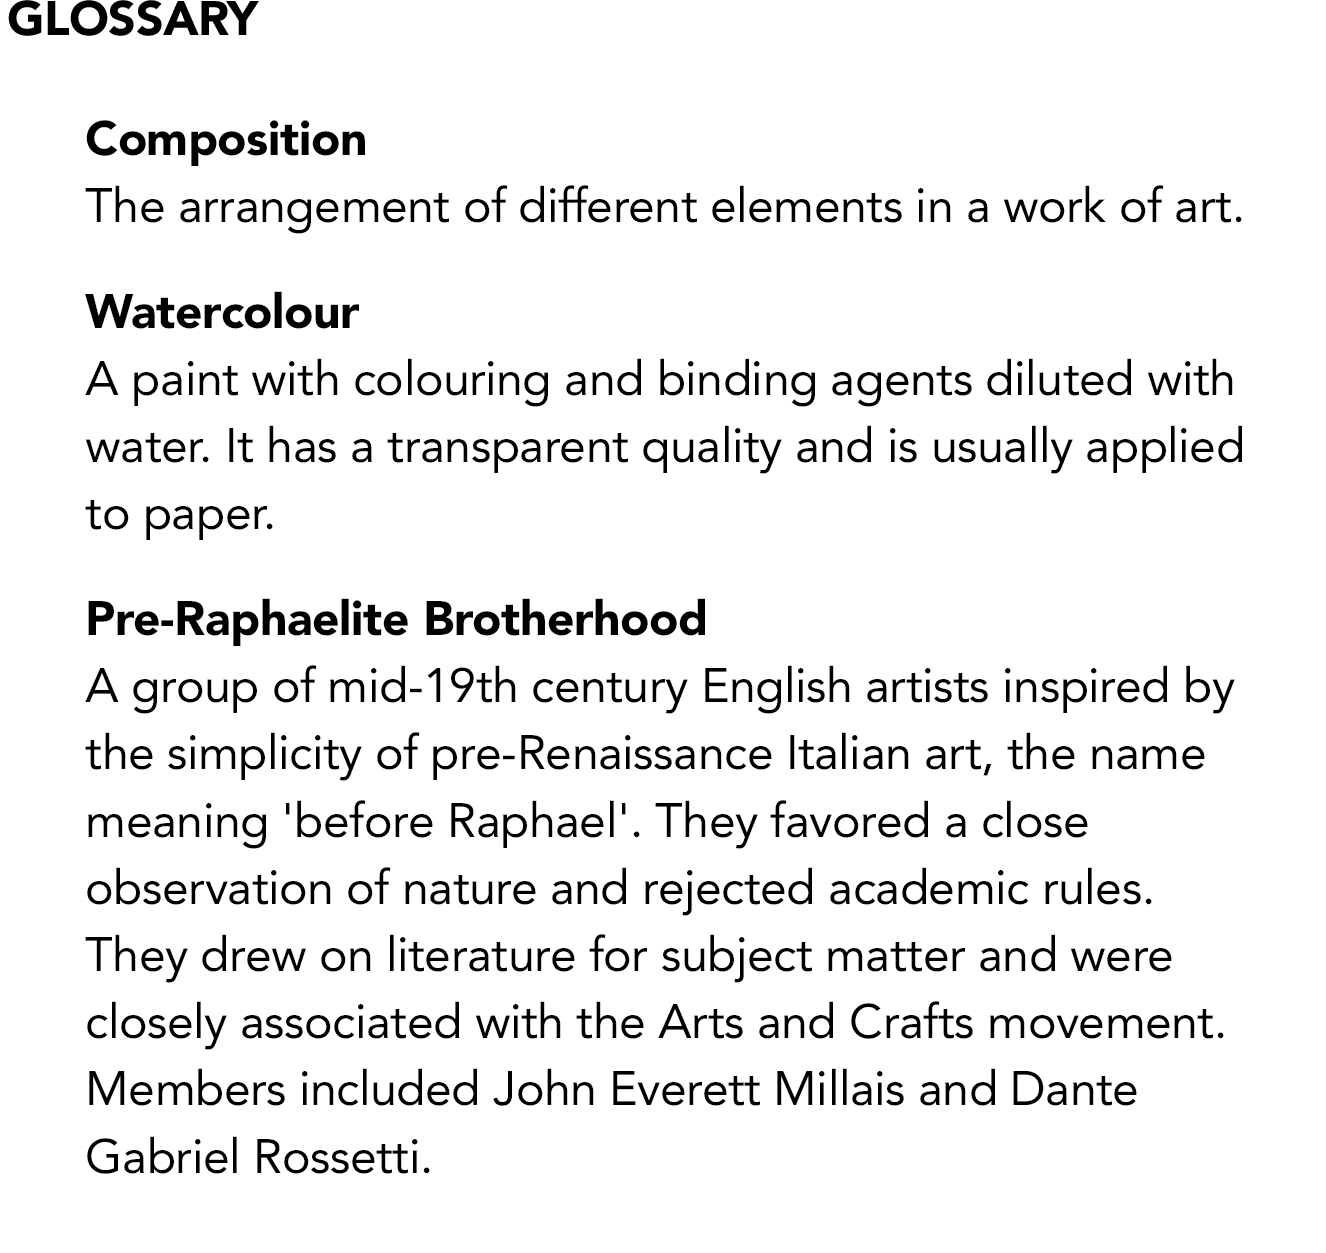 GLOSSARY
Composition
The arrangement of different elements in a work of art.
Watercolour
A paint with colouring and binding agents diluted with
water. It has a transparent quality and is usually applied
to paper.
Pre-Raphaelite Brotherhood
A group of mid-19th century English artists inspired by
the simplicity of pre-Renaissance Italian art, the name
meaning 'before Raphael'. They favored a close
observation of nature and rejected academic rules.
They drew on literature for subject matter and were
closely associated with the Arts and Crafts movement.
Members included John Everett Millais and Dante
Gabriel Rossetti.